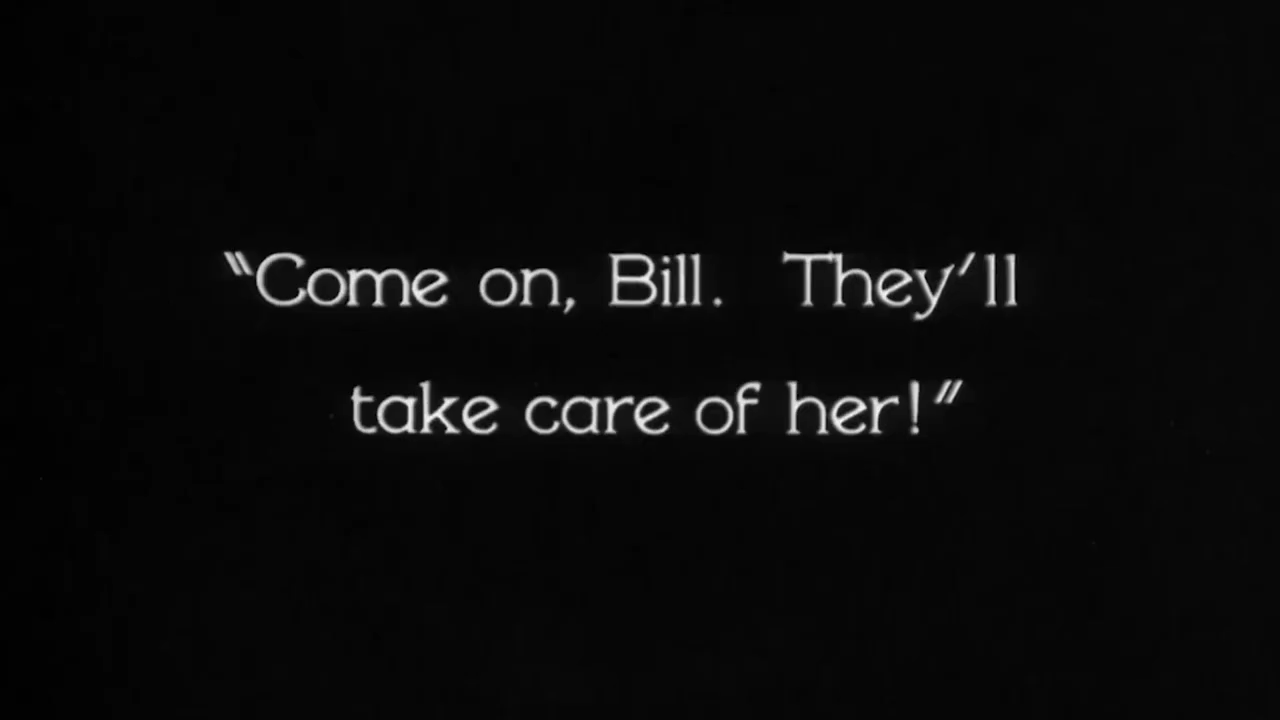 “Come on, Bill.  They’ll
take care of her!”